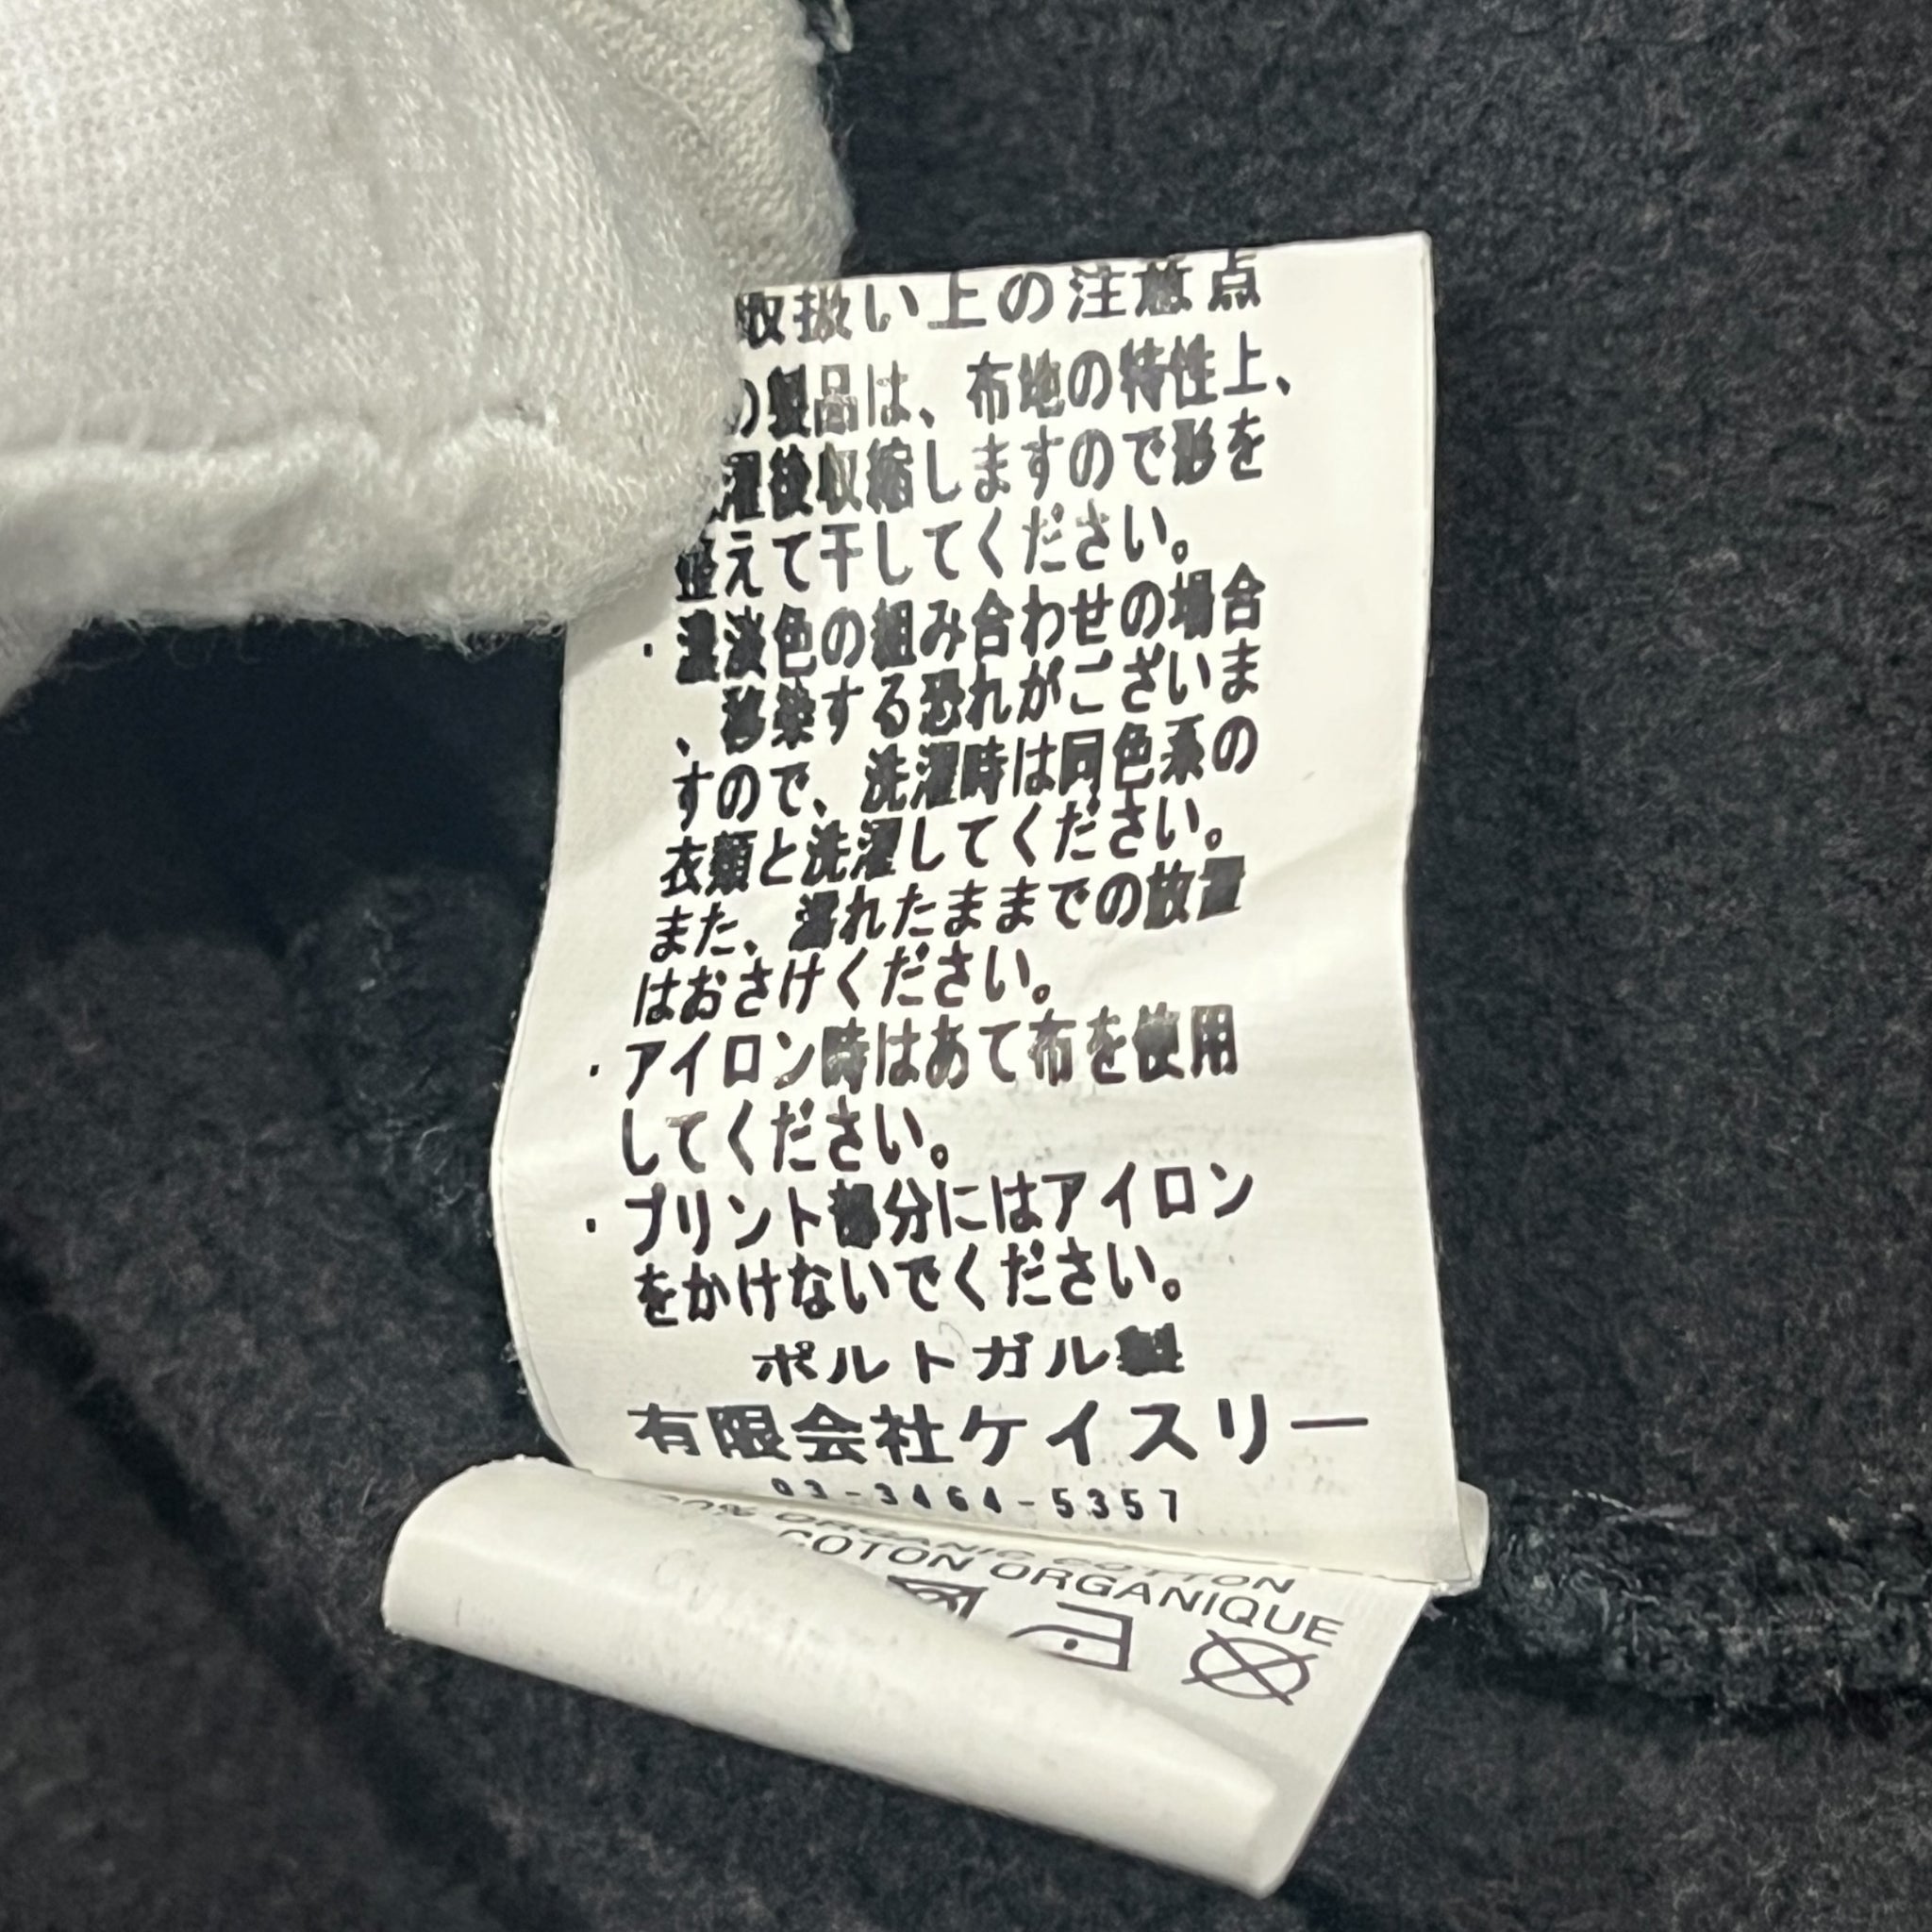 取扱い上の注意点
の製品は、布地の特性上、
濯後収縮しますので形を
整えて干してください。
・濃淡色の組み合わせの場合
、移染する恐れがございま
すので、洗濯時は同色系の
衣類と洗濯してください。
また、濡れたままでの放置
はおさけください。
・アイロン時はあて布を使用
してください。
・プリント部分にはアイロン
をかけないでください。
ポルトガル製
有限会社ケイスリー
03-3464-5357
ORGANIC COTTON
COTON ORGANIQUE